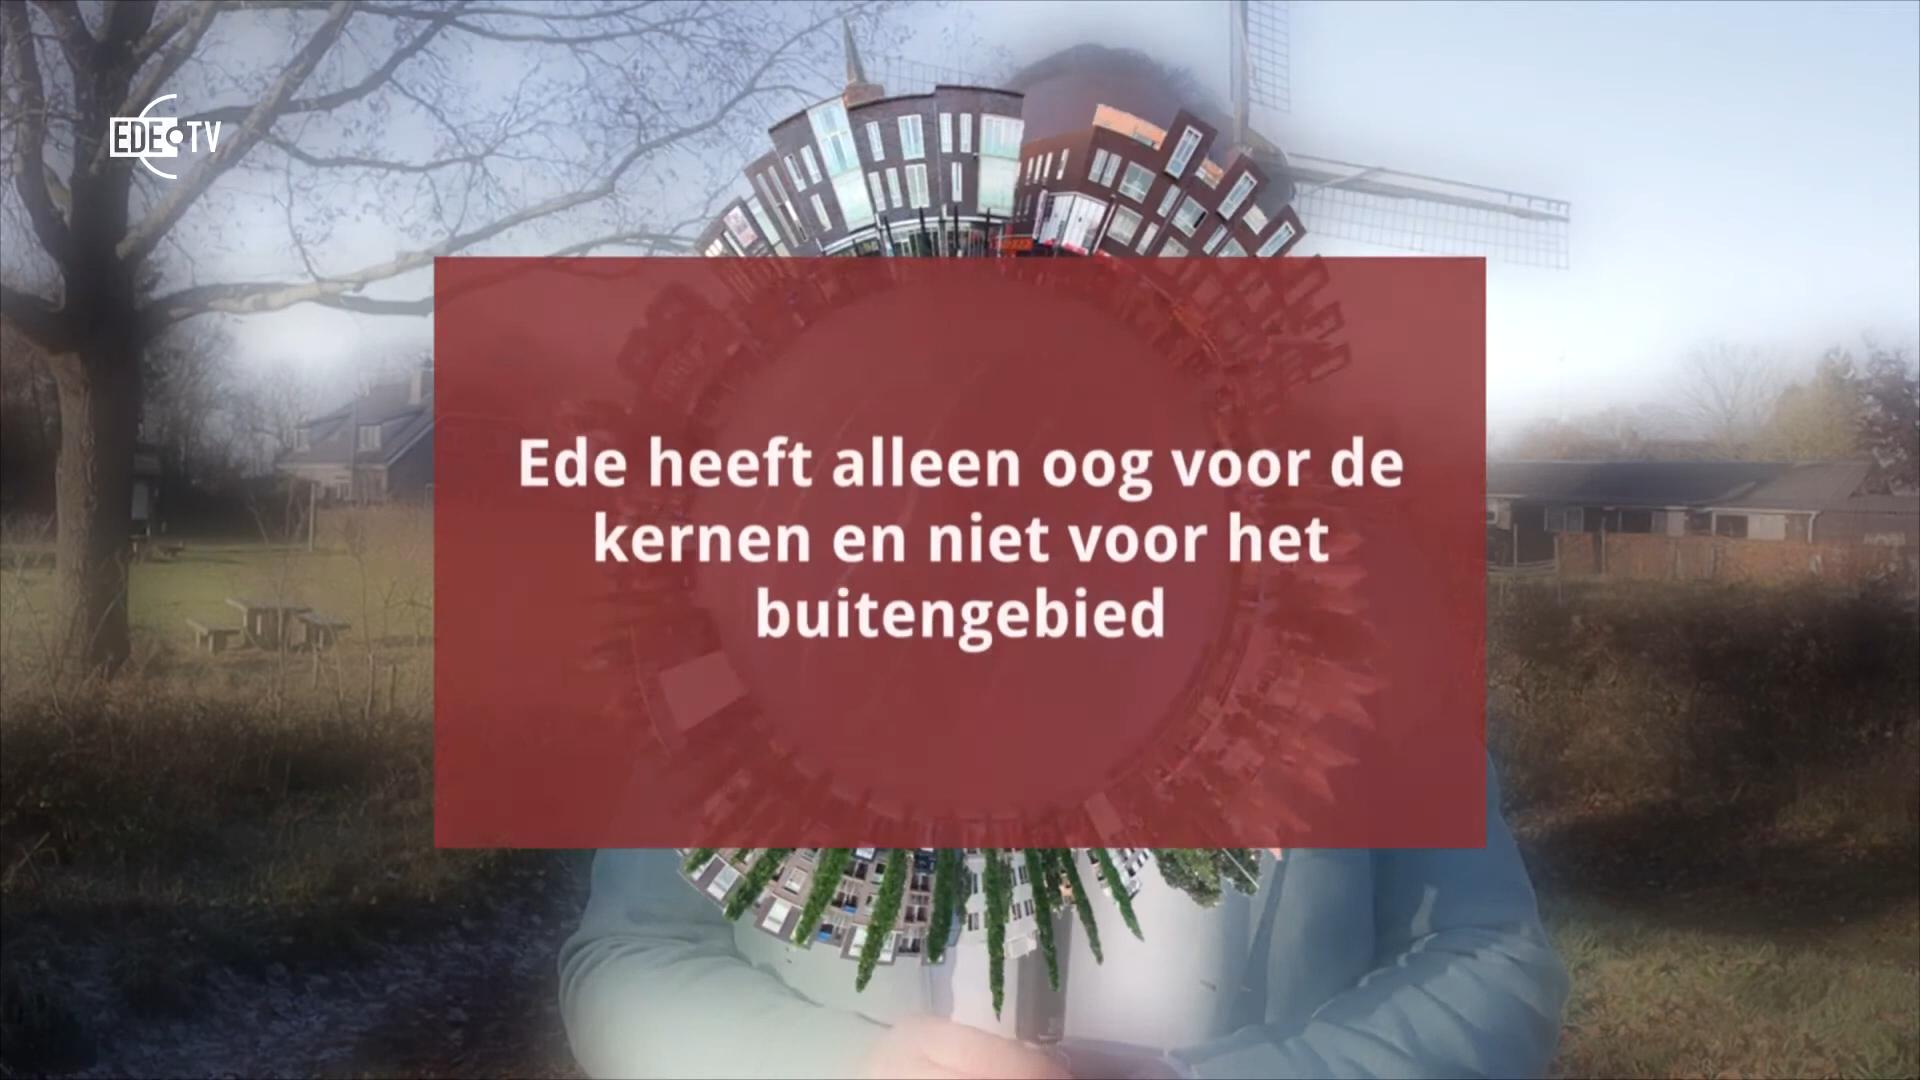 EDE TV
Ede heeft alleen oog voor de
kernen en niet voor het
buitengebied